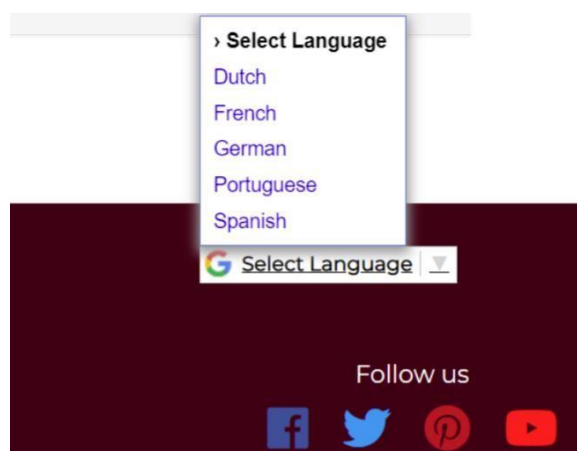 › Select Language
Dutch
French
German
Portuguese
Spanish
Select Language ▼
Follow us